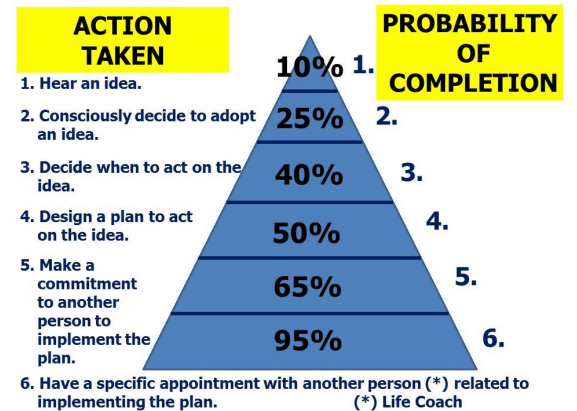 ACTION
TAKEN
PROBABILITY
OF
COMPLETION
1. Hear an idea.
10% 1.
2. Consciously decide to adopt
an idea.
25% 2.
3. Decide when to act on the
idea.
40% 3.
4. Design a plan to act
on the idea.
50% 4.
5. Make a
commitment
to another
person to
implement the
plan.
65% 5.
95% 6.
6. Have a specific appointment with another person (*) related to
implementing the plan. (*) Life Coach